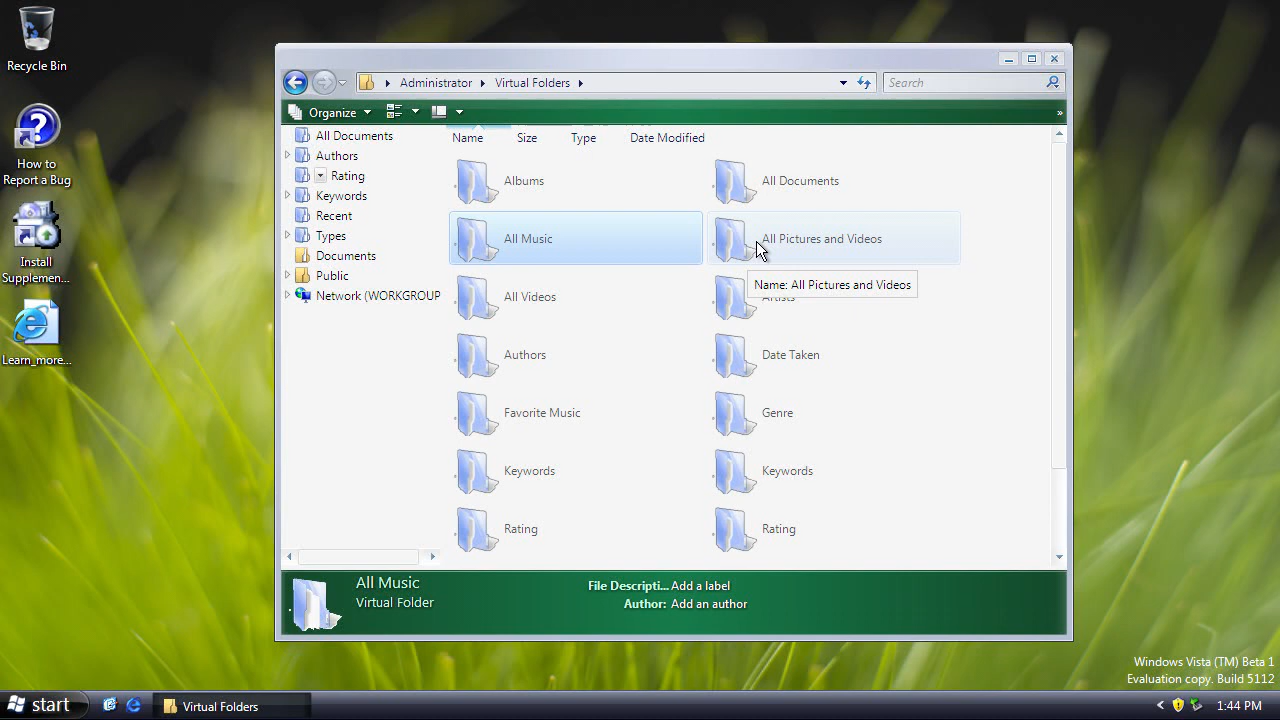 Recycle Bin
How to
Report a Bug
Install
Supplemen...
Learn_more...
Administrator
Virtual Folders
Search
Organize
»
All Documents
Authors
Rating
Keywords
Recent
Types
Documents
Public
Network (WORKGROUP
Name Size Type Date Modified
Albums
All Documents
All Music
All Pictures and Videos
Name: All Pictures and Videos
All Videos
Artists
Authors
Date Taken
Favorite Music
Genre
Keywords
Keywords
Rating
Rating
All Music
Virtual Folder
File Descripti... Add a label
Author: Add an author
Windows Vista (TM) Beta 1
Evaluation copy. Build 5112
start
Virtual Folders
1:44 PM